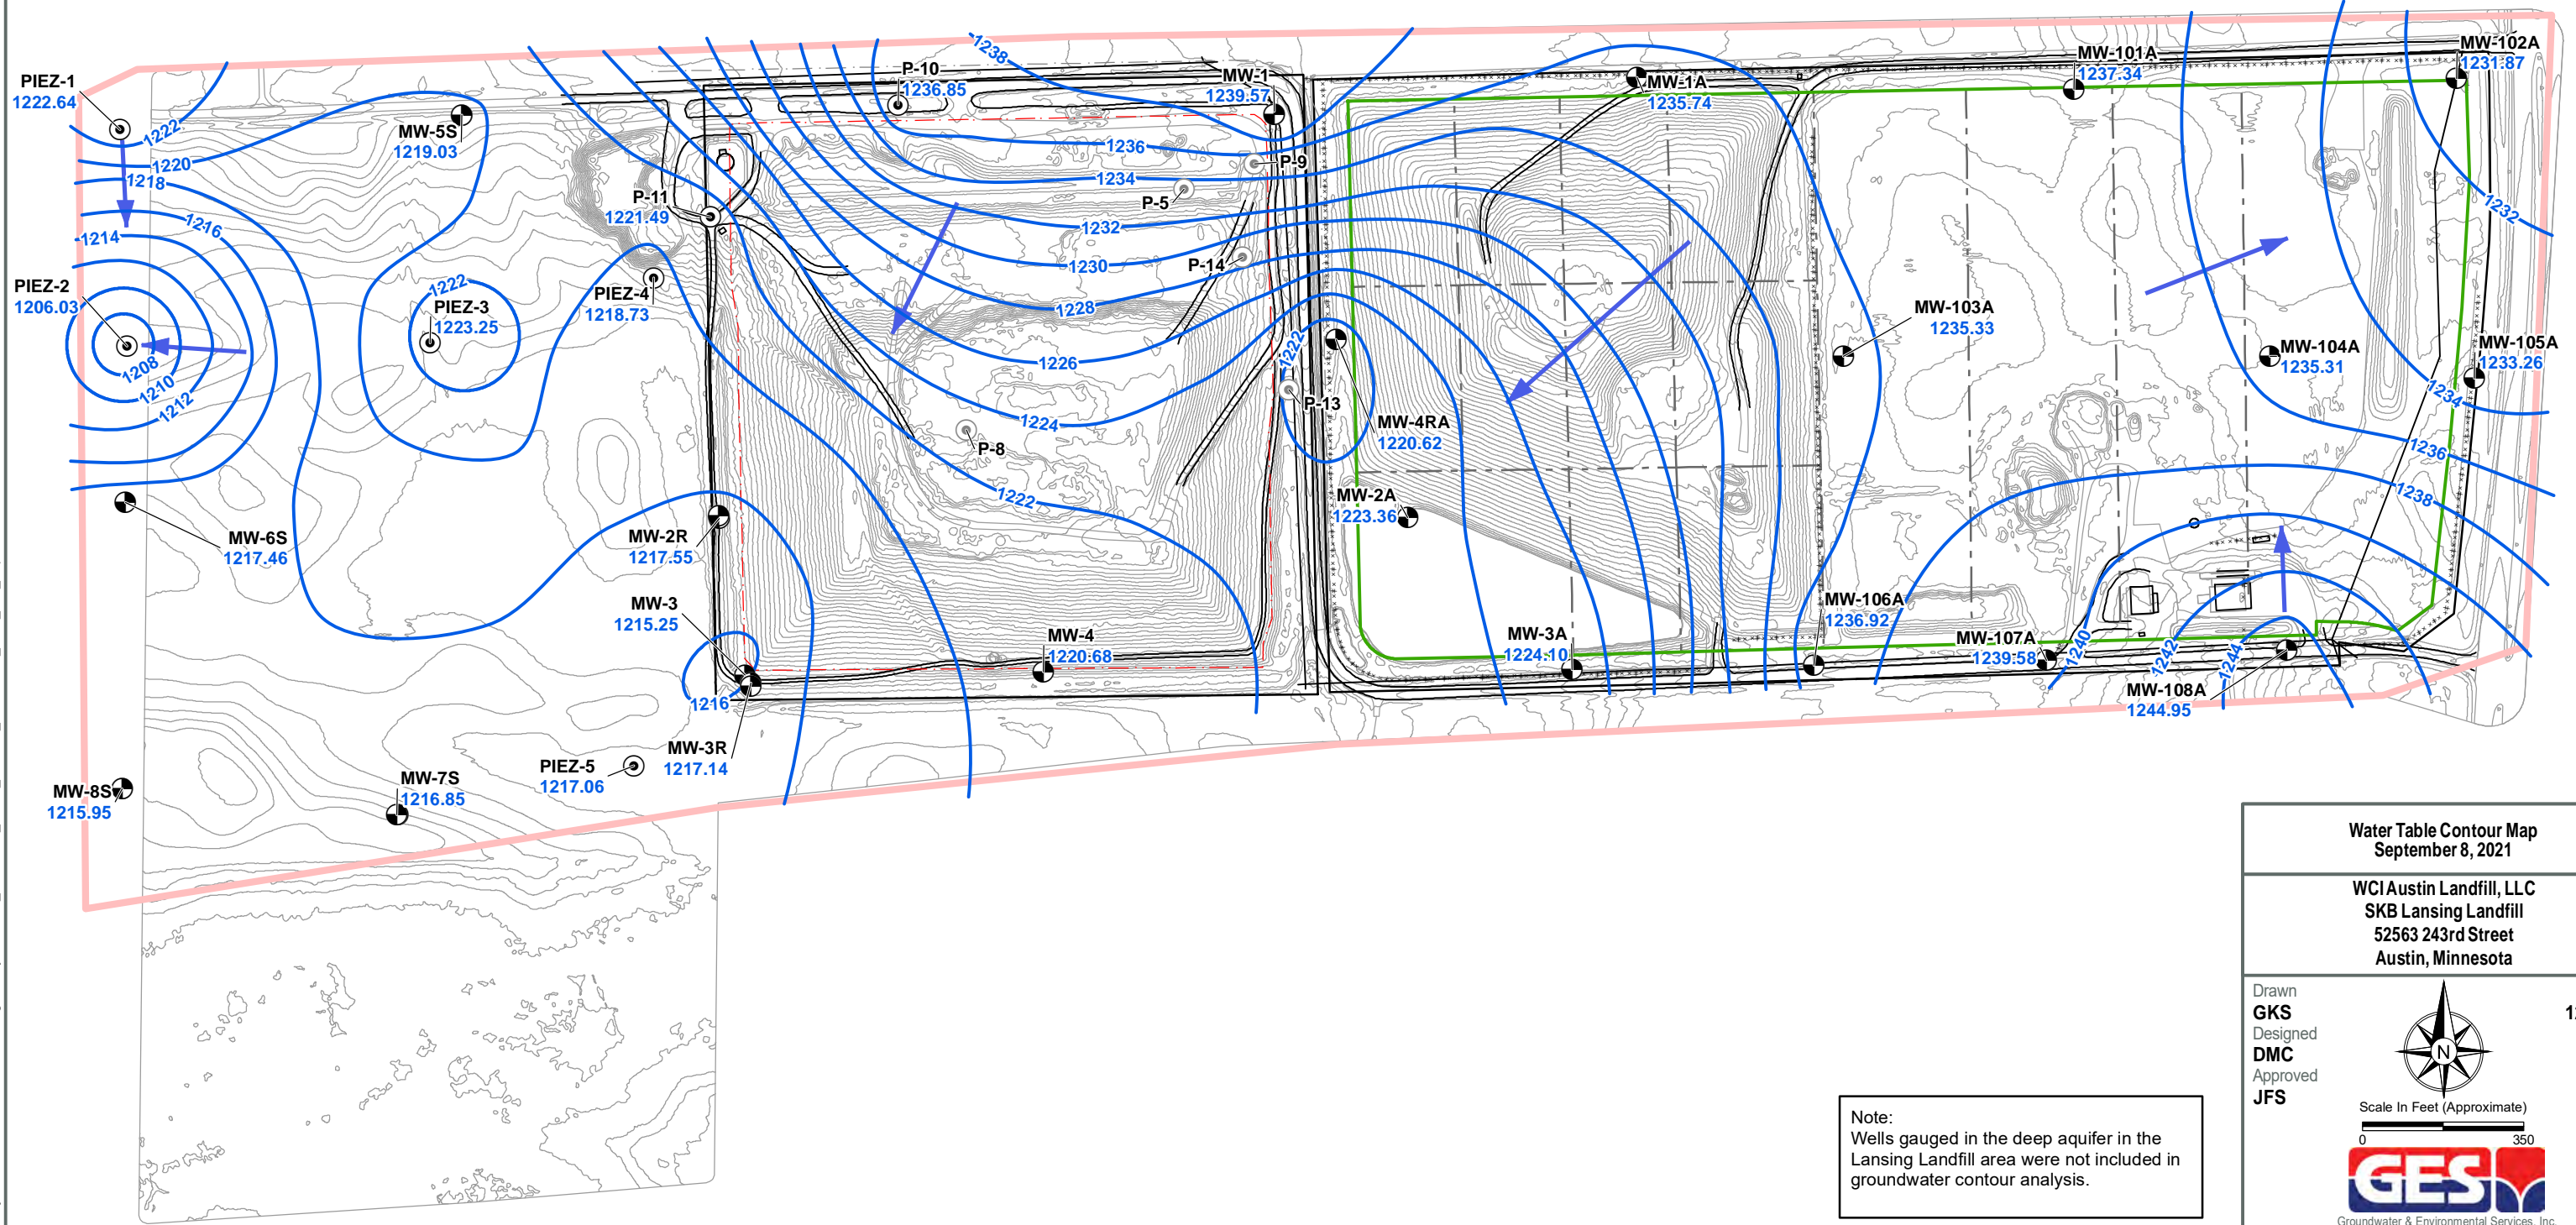 1238
PIEZ-1
1222.64
P-10
1236.85
MW-1
1239.57
MW-1A
1235.74
MW-101A
1237.34
MW-102A
1231.87
1222
1220
1218
MW-5S
1219.03
1236
1234
P-9
P-5
P-11
1221.49
1216
1214
1232
1232
1230
P-14
PIEZ-2
1206.03
1222
PIEZ-3
1223.25
PIEZ-4
1218.73
1228
1226
1222
MW-103A
1235.33
MW-104A
1235.31
MW-105A
1233.26
1208
1210
1212
1224
P-13
1234
MW-4RA
1220.62
P-8
1236
1222
1238
MW-2A
1223.36
MW-6S
1217.46
MW-2R
1217.55
MW-3
1215.25
MW-4
1220.68
MW-3A
1224.10
MW-106A
1236.92
MW-107A
1239.58
1240
1242
1244
MW-108A
1244.95
1216
MW-3R
1217.14
PIEZ-5
1217.06
MW-7S
1216.85
MW-8S
1215.95
Water Table Contour Map
September 8, 2021
WCI Austin Landfill, LLC
SKB Lansing Landfill
52563 243rd Street
Austin, Minnesota
Drawn
GKS
Designed
DMC
Approved
JFS
N
Scale In Feet (Approximate)
0 350
GES
Groundwater & Environmental Services, Inc.
Note:
Wells gauged in the deep aquifer in the
Lansing Landfill area were not included in
groundwater contour analysis.